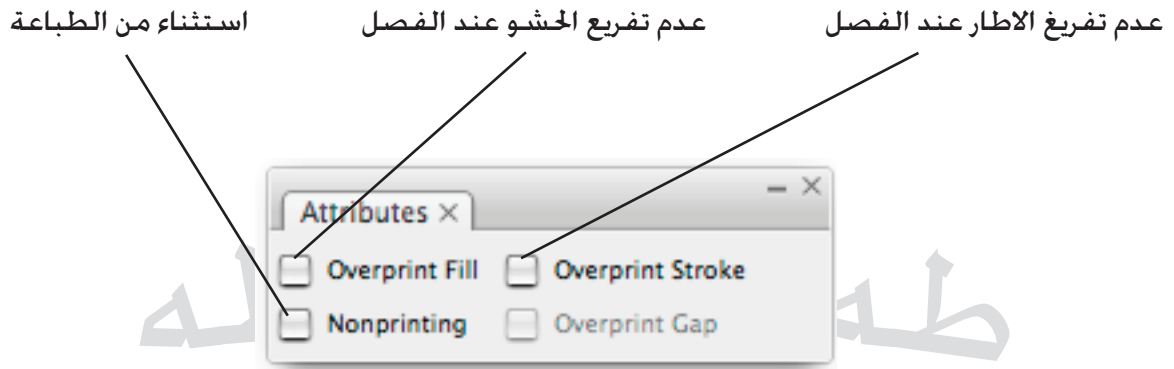 عدم تفريغ الاطار عند الفصل
عدم تفريع الحشو عند الفصل
استثناء من الطباعة
Attributes
Overprint Fill
Overprint Stroke
Nonprinting
Overprint Gap